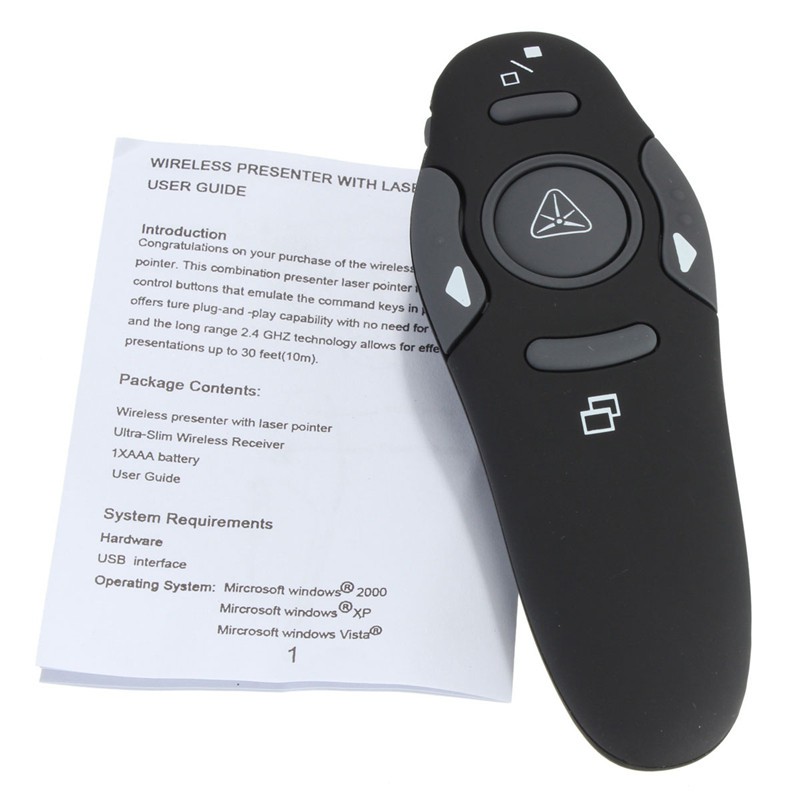 WIRELESS PRESENTER WITH LASE
USER GUIDE
Introduction
Congratulations on your purchase of the wireless
pointer. This combination presenter laser pointer
control buttons that emulate the command keys in
offers ture plug-and -play capability with no need for
and the long range 2.4 GHZ technology allows for effe
presentations up to 30 feet(10m).
Package Contents:
Wireless presenter with laser pointer
Ultra-Slim Wireless Receiver
1XAAA battery
User Guide
System Requirements
Hardware
USB interface
Operating System: Mircrosoft windows® 2000
Mircrosoft windows®XP
Mircrosoft windows Vista®
1